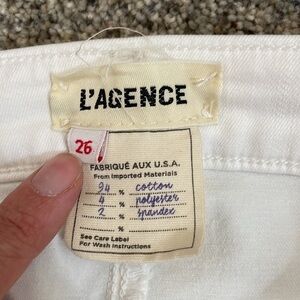 L'AGENCE
26
FABRIQUÉ AUX U.S.A.
From Imported Materials
94 % cotton
4 % polyester
2 % spandex
%
%
See Care Label
For Wash Instructions